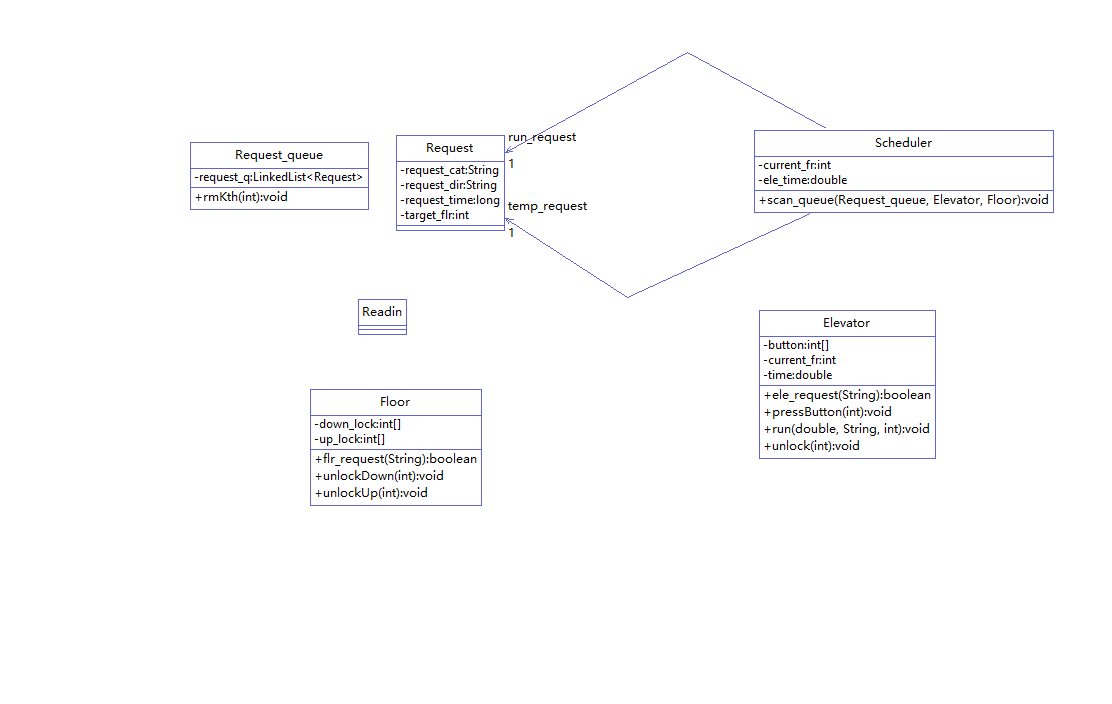 run_request
1
Request_queue
-request_q:LinkedList<Request>
+rmKth(int):void
Request
-request_cat:String
-request_dir:String
-request_time:long
-target_flr:int
temp_request
1
Scheduler
-current_fr:int
-ele_time:double
+scan_queue(Request_queue, Elevator, Floor):void
Readin
Elevator
-button:int[]
-current_fr:int
-time:double
+ele_request(String):boolean
+pressButton(int):void
+run(double, String, int):void
+unlock(int):void
Floor
-down_lock:int[]
-up_lock:int[]
+flr_request(String):boolean
+unlockDown(int):void
+unlockUp(int):void